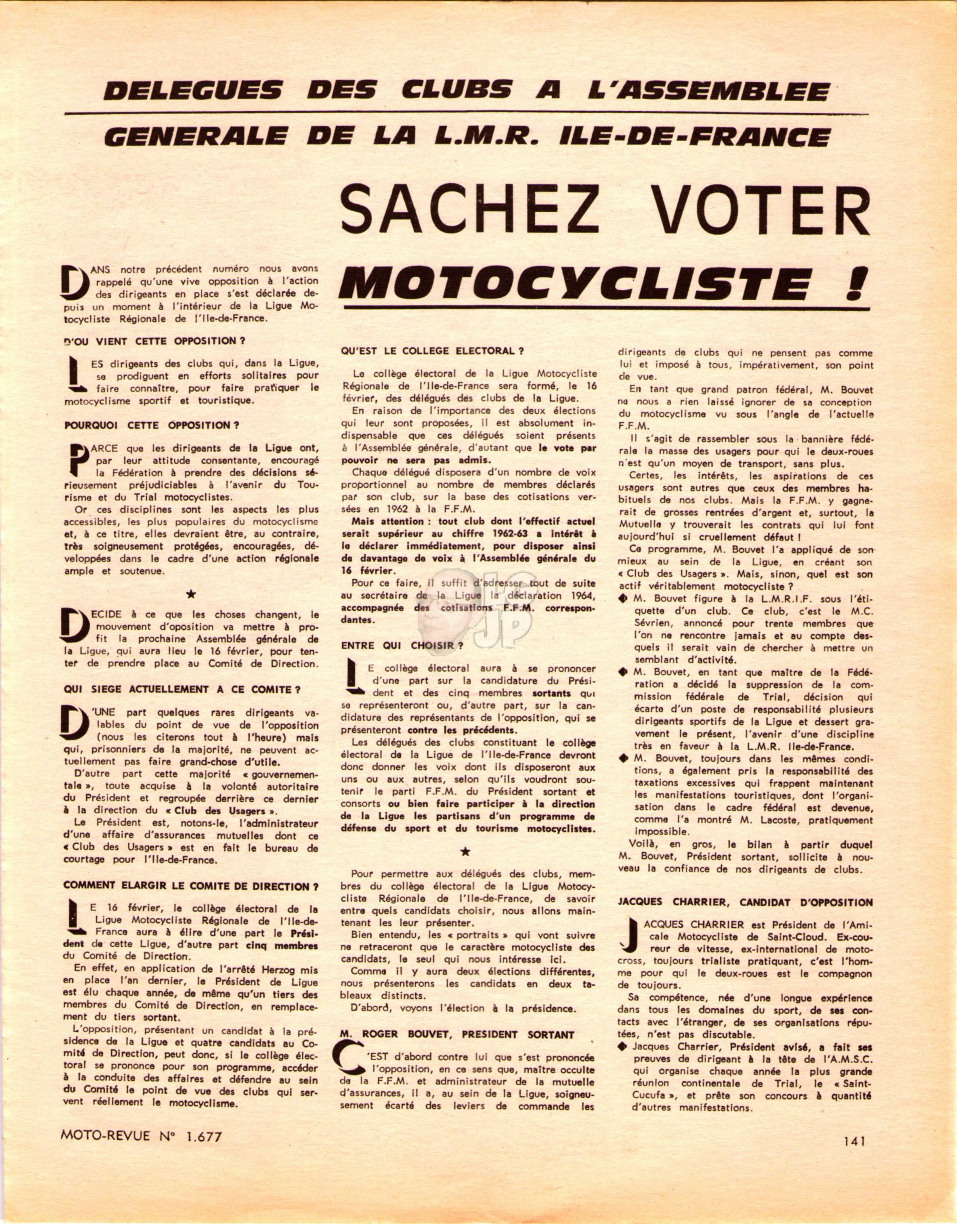 DELEGUES DES CLUBS A L'ASSEMBLEE
GENERALE DE LA L.M.R. ILE-DE-FRANCE
SACHEZ VOTER
MOTOCYCLISTE !
DANS notre précédent numéro nous avons
rappelé qu'une vive opposition à l'action
des dirigeants en place s'est déclarée de-
puis un moment à l'intérieur de la Ligue Mo-
tocycliste Régionale de l'Ile-de-France.
D'OU VIENT CETTE OPPOSITION ?
LES dirigeants des clubs qui, dans la Ligue,
se prodiguent en efforts solitaires pour
faire connaître, pour faire pratiquer le
motocyclisme sportif et touristique.
POURQUOI CETTE OPPOSITION ?
PARCE que les dirigeants de la Ligue ont,
par leur attitude consentante, encouragé
la Fédération à prendre des décisions sé-
rieusement préjudiciables à l'avenir du Tou-
risme et du Trial motocyclistes.
Or ces disciplines sont les aspects les plus
accessibles, les plus populaires du motocyclisme
et, à ce titre, elles devraient être, au contraire,
très soigneusement protégées, encouragées, dé-
veloppées dans le cadre d'une action régionale
ample et soutenue.
★
DECIDE à ce que les choses changent, le
mouvement d'oposition va mettre à pro-
fit la prochaine Assemblée générale de
la Ligue, qui aura lieu le 16 février, pour ten-
ter de prendre place au Comité de Direction.
QUI SIEGE ACTUELLEMENT A CE COMITE ?
D'UNE part quelques rares dirigeants va-
lables du point de vue de l'opposition
(nous les citerons tout à l'heure) mais
qui, prisonniers de la majorité, ne peuvent ac-
tuellement pas faire grand-chose d'utile.
D'autre part cette majorité « gouvernemen-
tale », toute acquise à la volonté autoritaire
du Président et regroupée derrière ce dernier
à la direction du « Club des Usagers ».
Le Président est, notons-le, l'administrateur
d'une affaire d'assurances mutuelles dont ce
« Club des Usagers » est en fait le bureau de
courtage pour l'Ile-de-France.
COMMENT ELARGIR LE COMITE DE DIRECTION ?
LE 16 février, le collège électoral de la
Ligue Motocycliste Régionale de l'Ile-de-
France aura à élire d'une part le Prési-
dent de cette Ligue, d'autre part cinq membres
du Comité de Direction.
En effet, en application de l'arrêté Herzog mis
en place l'an dernier, le Président de Ligue
est élu chaque année, de même qu'un tiers des
membres du Comité de Direction, en remplace-
ment du tiers sortant.
L'opposition, présentant un candidat à la pré-
sidence de la Ligue et quatre candidats au Co-
mité de Direction, peut donc, si le collège élec-
toral se prononce pour son programme, accéder
à la conduite des affaires et défendre au sein
du Comité le point de vue des clubs qui ser-
vent réellement le motocyclisme.
QU'EST LE COLLEGE ELECTORAL ?
Le collège électoral de la Ligue Motocycliste
Régionale de l'Ile-de-France sera formé, le 16
février, des délégués des clubs de la Ligue.
En raison de l'importance des deux élections
qui leur sont proposées, il est absolument in-
dispensable que ces délégués soient présents
à l'Assemblée générale, d'autant que le vote par
pouvoir ne sera pas admis.
Chaque délégué disposera d'un nombre de voix
proportionnel au nombre de membres déclarés
par son club, sur la base des cotisations ver-
sées en 1962 à la F.F.M.
Mais attention : tout club dont l'effectif actuel
serait supérieur au chiffre 1962-63 a intérêt à
le déclarer immédiatement, pour disposer ainsi
de davantage de voix à l'Assemblée générale du
16 février.
Pour ce faire, il suffit d'adresser tout de suite
au secrétaire de la Ligue la déclaration 1964,
accompagnée des cotisations F.F.M. correspon-
dantes.
ENTRE QUI CHOISIR ?
LE collège électoral aura à se prononcer
d'une part sur la candidature du Prési-
dent et des cinq membres sortants qui
se représenteront ou, d'autre part, sur la can-
didature des représentants de l'opposition, qui se
présenteront contre les précédents.
Les délégués des clubs constituant le collège
électoral de la Ligue de l'Ile-de-France devront
donc donner les voix dont ils disposeront aux
uns ou aux autres, selon qu'ils voudront sou-
tenir le parti F.F.M. du Président sortant et
consorts ou bien faire participer à la direction
de la Ligue les partisans d'un programme de
défense du sport et du tourisme motocyclistes.
★
Pour permettre aux délégués des clubs, mem-
bres du collège électoral de la Ligue Motocy-
cliste Régionale de l'Ile-de-France, de savoir
entre quels candidats choisir, nous allons main-
tenant les leur présenter.
Bien entendu, les « portraits » qui vont suivre
ne retraceront que le caractère motocycliste des
candidats, le seul qui nous intéresse ici.
Comme il y aura deux élections différentes,
nous présenterons les candidats en deux ta-
bleaux distincts.
D'abord, voyons l'élection à la présidence.
M. ROGER BOUVET, PRESIDENT SORTANT
C'EST d'abord contre lui que s'est prononcée
l'opposition, en ce sens que, maître occulte
de la F.F.M. et administrateur de la mutuelle
d'assurances, il a, au sein de la Ligue, soigneu-
sement écarté des leviers de commande les
dirigeants de clubs qui ne pensent pas comme
lui et imposé à tous, impérativement, son point
de vue.
En tant que grand patron fédéral, M. Bouvet
ne nous a rien laissé ignorer de sa conception
du motocyclisme vu sous l'angle de l'actuelle
F.F.M.
Il s'agit de rassembler sous la bannière fédé-
rale la masse des usagers pour qui le deux-roues
n'est qu'un moyen de transport, sans plus.
Certes, les intérêts, les aspirations de ces
usagers sont autres que ceux des membres ha-
bituels de nos clubs. Mais la F.F.M. y gagne-
rait de grosses rentrées d'argent et, surtout, la
Mutuelle y trouverait les contrats qui lui font
aujourd'hui si cruellement défaut !
Ce programme, M. Bouvet l'a appliqué de son
mieux au sein de la Ligue, en créant son
« Club des Usagers ». Mais, sinon, quel est son
actif véritablement motocycliste ?
◆ M. Bouvet figure à la L.M.R.I.F. sous l'éti-
quette d'un club. Ce club, c'est le M.C.
Sévrien, annoncé pour trente membres que
l'on ne rencontre jamais et au compte des-
quels il serait vain de chercher à mettre un
semblant d'activité.
◆ M. Bouvet, en tant que maître de la Fédé-
ration a décidé la suppression de la com-
mission fédérale de Trial, décision qui
écarte d'un poste de responsabilité plusieurs
dirigeants sportifs de la Ligue et dessert gra-
vement le présent, l'avenir d'une discipline
très en faveur à la L.M.R. Ile-de-France.
◆ M. Bouvet, toujours dans les mêmes condi-
tions, a également pris la responsabilité des
taxations excessives qui frappent maintenant
les manifestations touristiques, dont l'organi-
sation dans le cadre fédéral est devenue,
comme l'a montré M. Lacoste, pratiquement
impossible.
Voilà, en gros, le bilan à partir duquel
M. Bouvet, Président sortant, sollicite à nou-
veau la confiance de nos dirigeants de clubs.
JACQUES CHARRIER, CANDIDAT D'OPPOSITION
JACQUES CHARRIER est Président de l'Ami-
cale Motocycliste de Saint-Cloud. Ex-cou-
reur de vitesse, ex-international de moto-
cross, toujours trialiste pratiquant, c'est l'hom-
me pour qui le deux-roues est le compagnon
de toujours.
Sa compétence, née d'une longue expérience
dans tous les domaines du sport, de ses con-
tacts avec l'étranger, de ses organisations répu-
tées, n'est pas discutable.
◆ Jacques Charrier, Président avisé, a fait ses
preuves de dirigeant à la tête de l'A.M.S.C.
qui organise chaque année la plus grande
réunion continentale de Trial, le « Saint-
Cucufa », et prête son concours à quantité
d'autres manifestations.
MOTO-REVUE N° 1.677
141